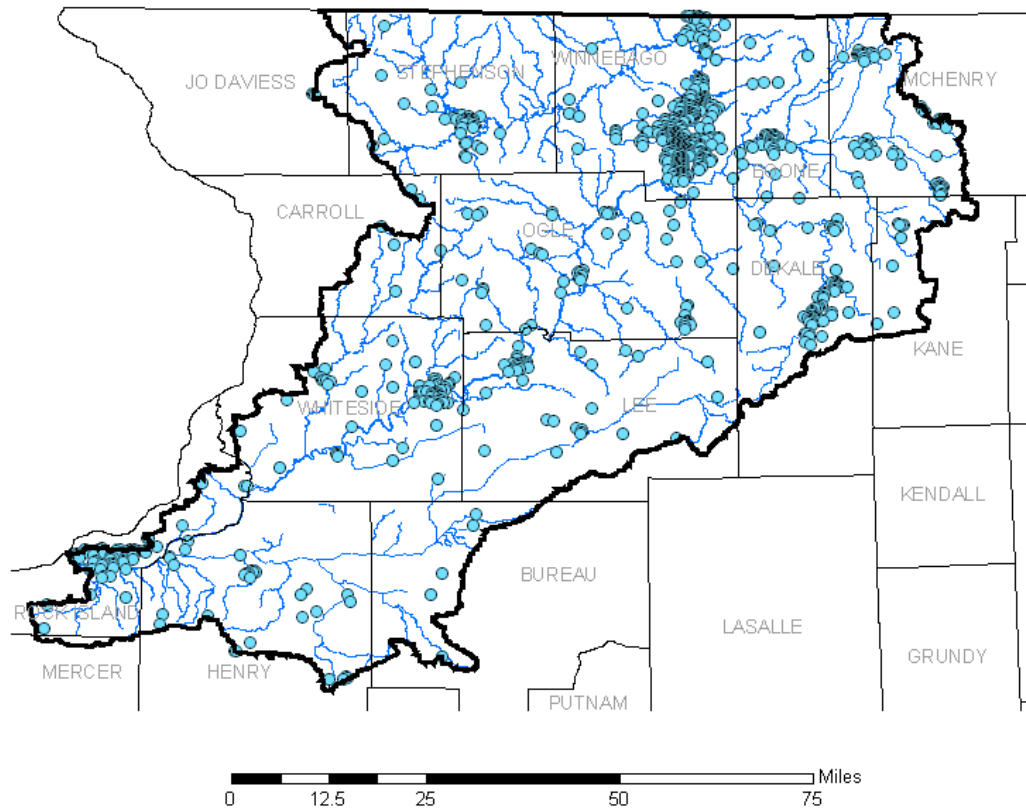 WINNEBAGO
STEPHENSON
JO DAVIESS
MCHENRY
BOONE
CARROLL
OGLE
DEKALB
KANE
WHITESIDE
LEE
KENDALL
BUREAU
ROCK ISLAND
LASALLE
GRUNDY
MERCER
HENRY
PUTNAM
Miles
0 12.5 25 50 75